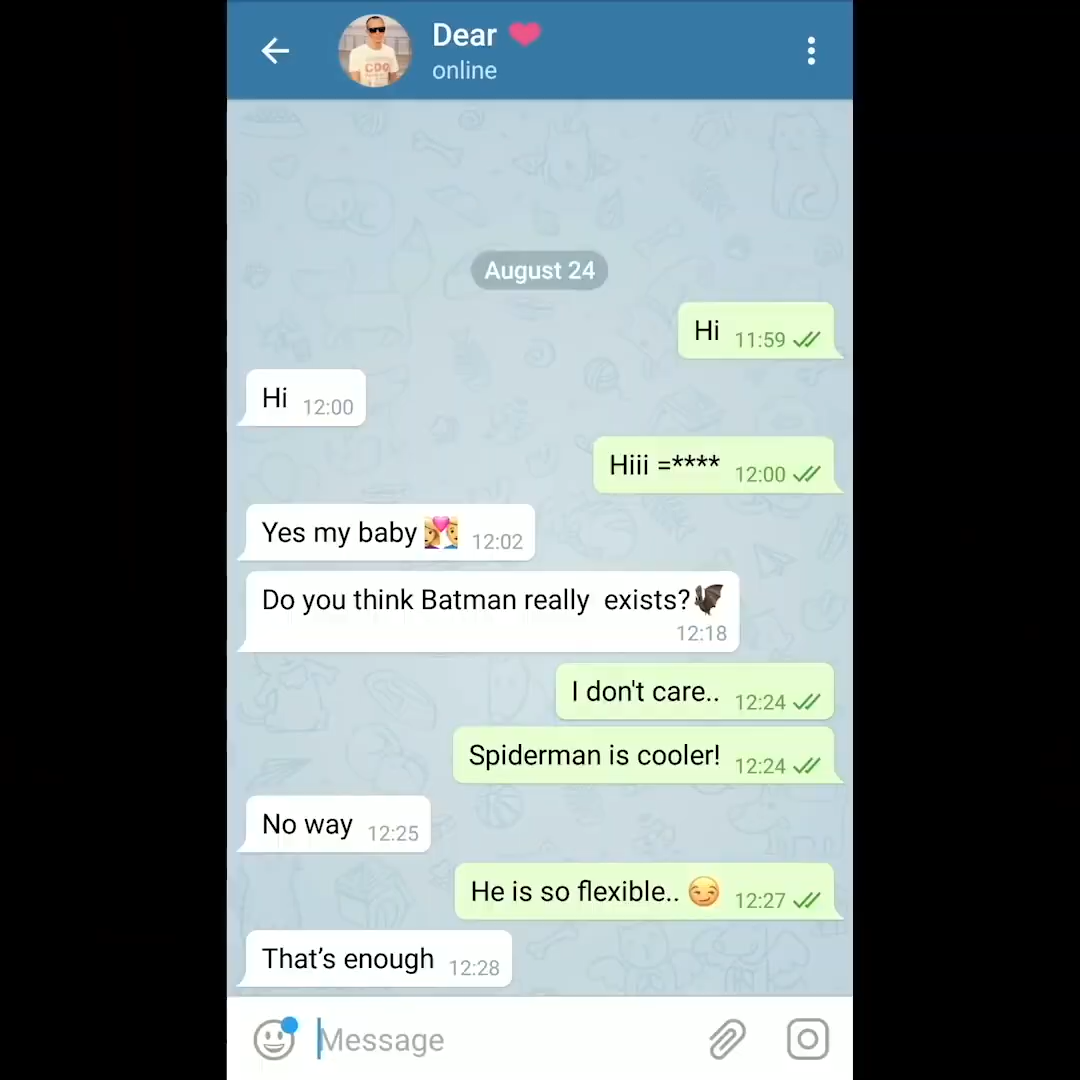 Dear ❤
online
August 24
Hi 11:59
Hi 12:00
Hiii =**** 12:00
Yes my baby 👩‍❤️‍👨 12:02
Do you think Batman really  exists?🦇
12:18
I don't care.. 12:24
Spiderman is cooler! 12:24
No way 12:25
He is so flexible.. 😏 12:27
That’s enough 12:28
Message